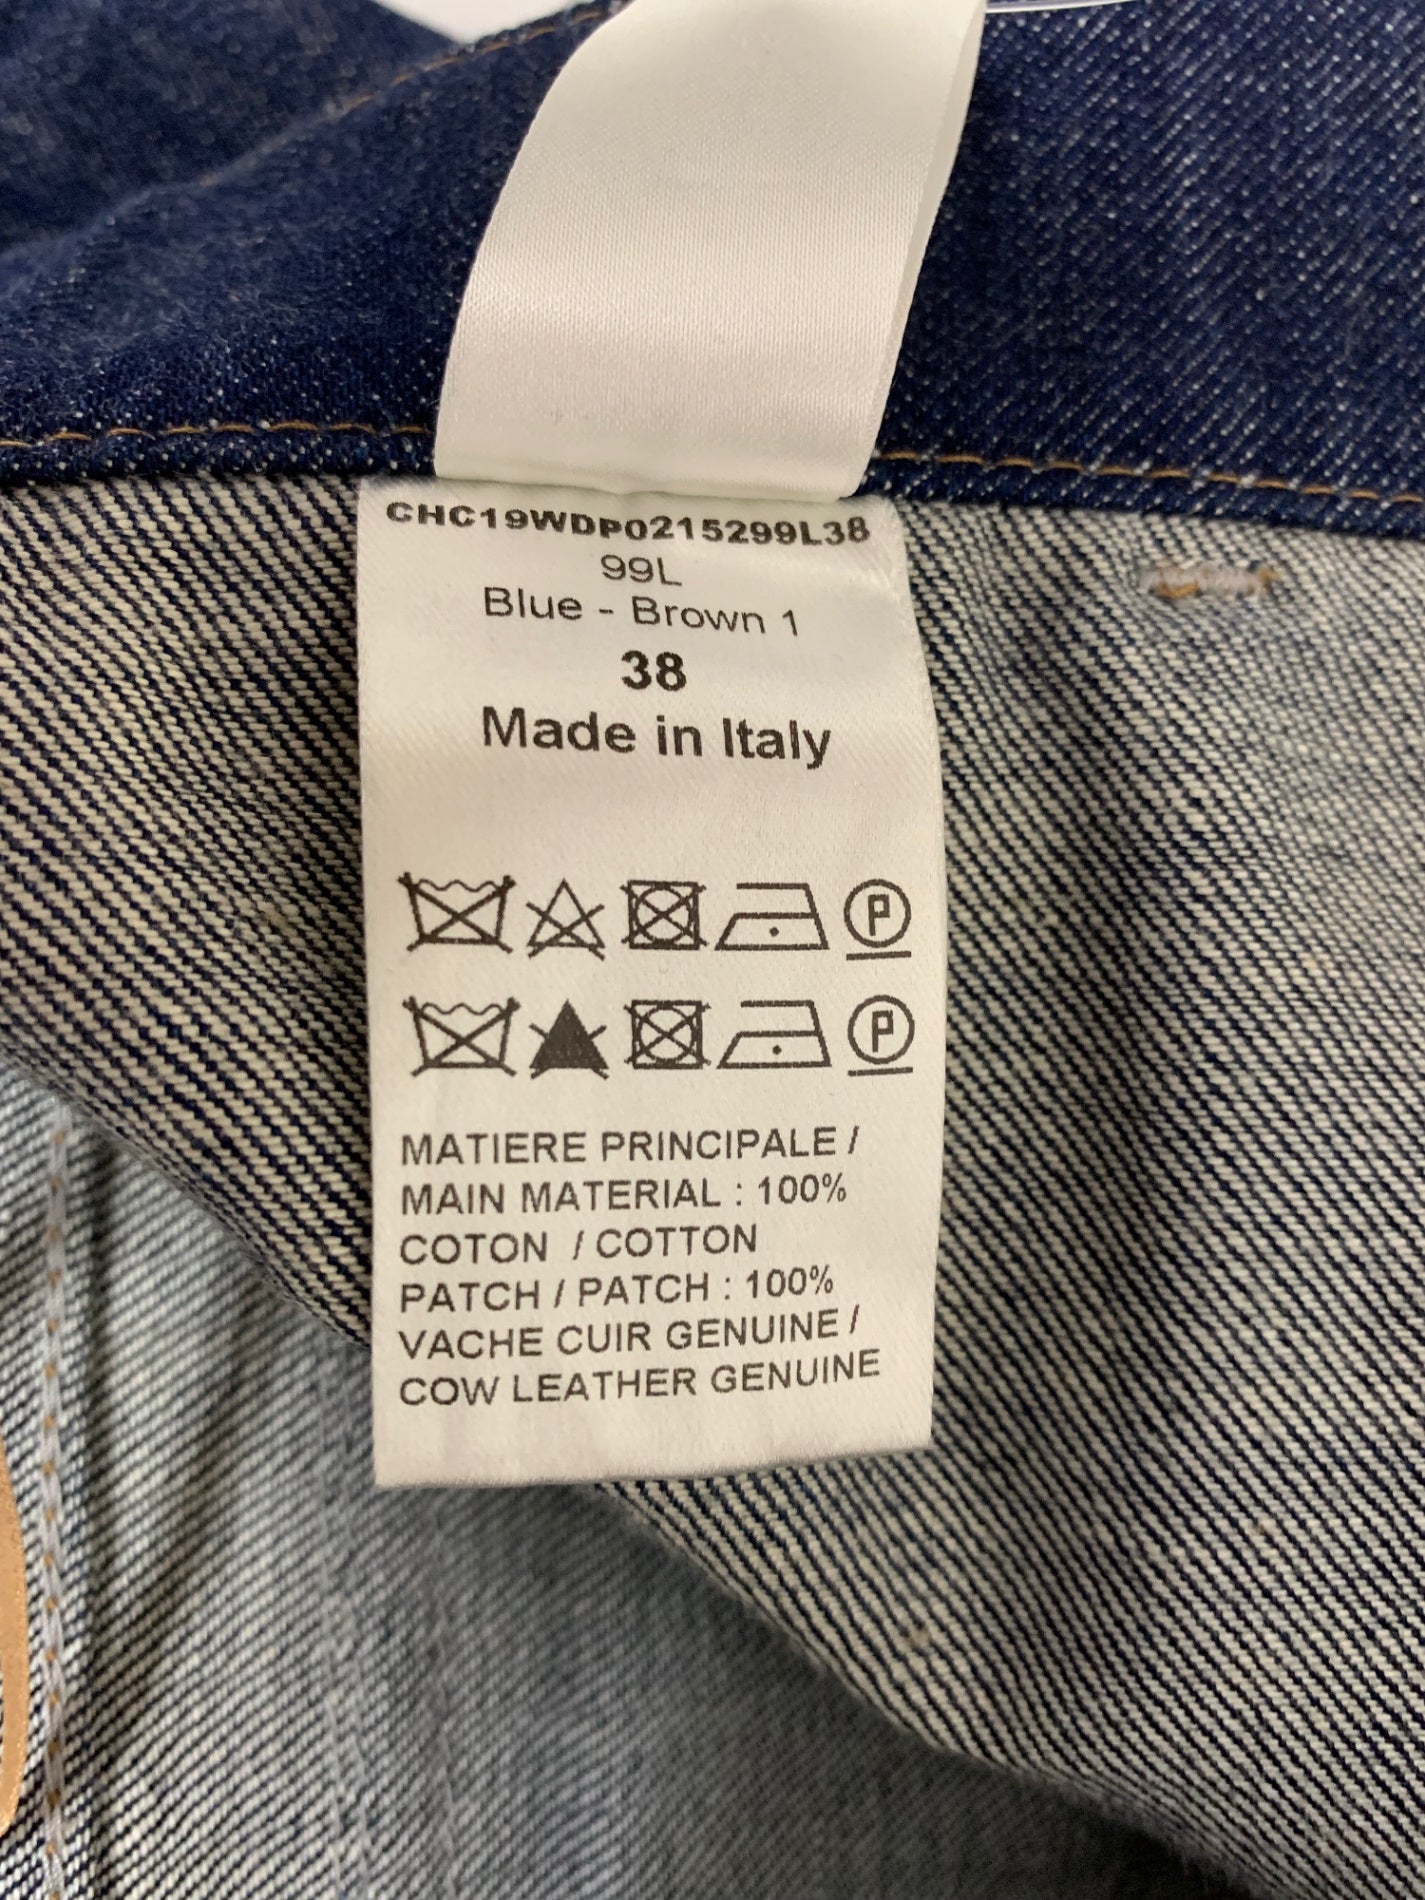 CHC19WDP0215299L38
99L
Blue - Brown 1
38
Made in Italy
P
P
MATIERE PRINCIPALE /
MAIN MATERIAL : 100%
COTON / COTTON
PATCH / PATCH : 100%
VACHE CUIR GENUINE /
COW LEATHER GENUINE